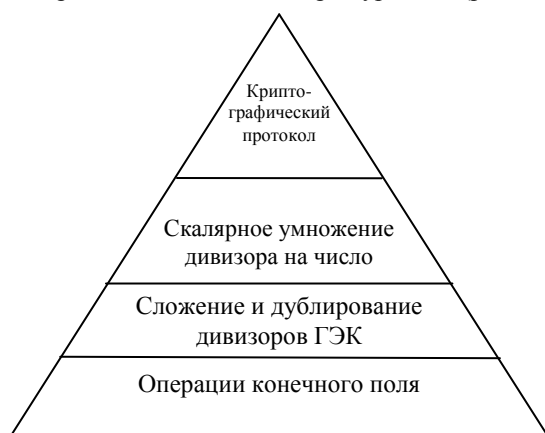 Крипто-
графический
протокол
Скалярное умножение
дивизора на число
Сложение и дублирование
дивизоров ГЭК
Операции конечного поля